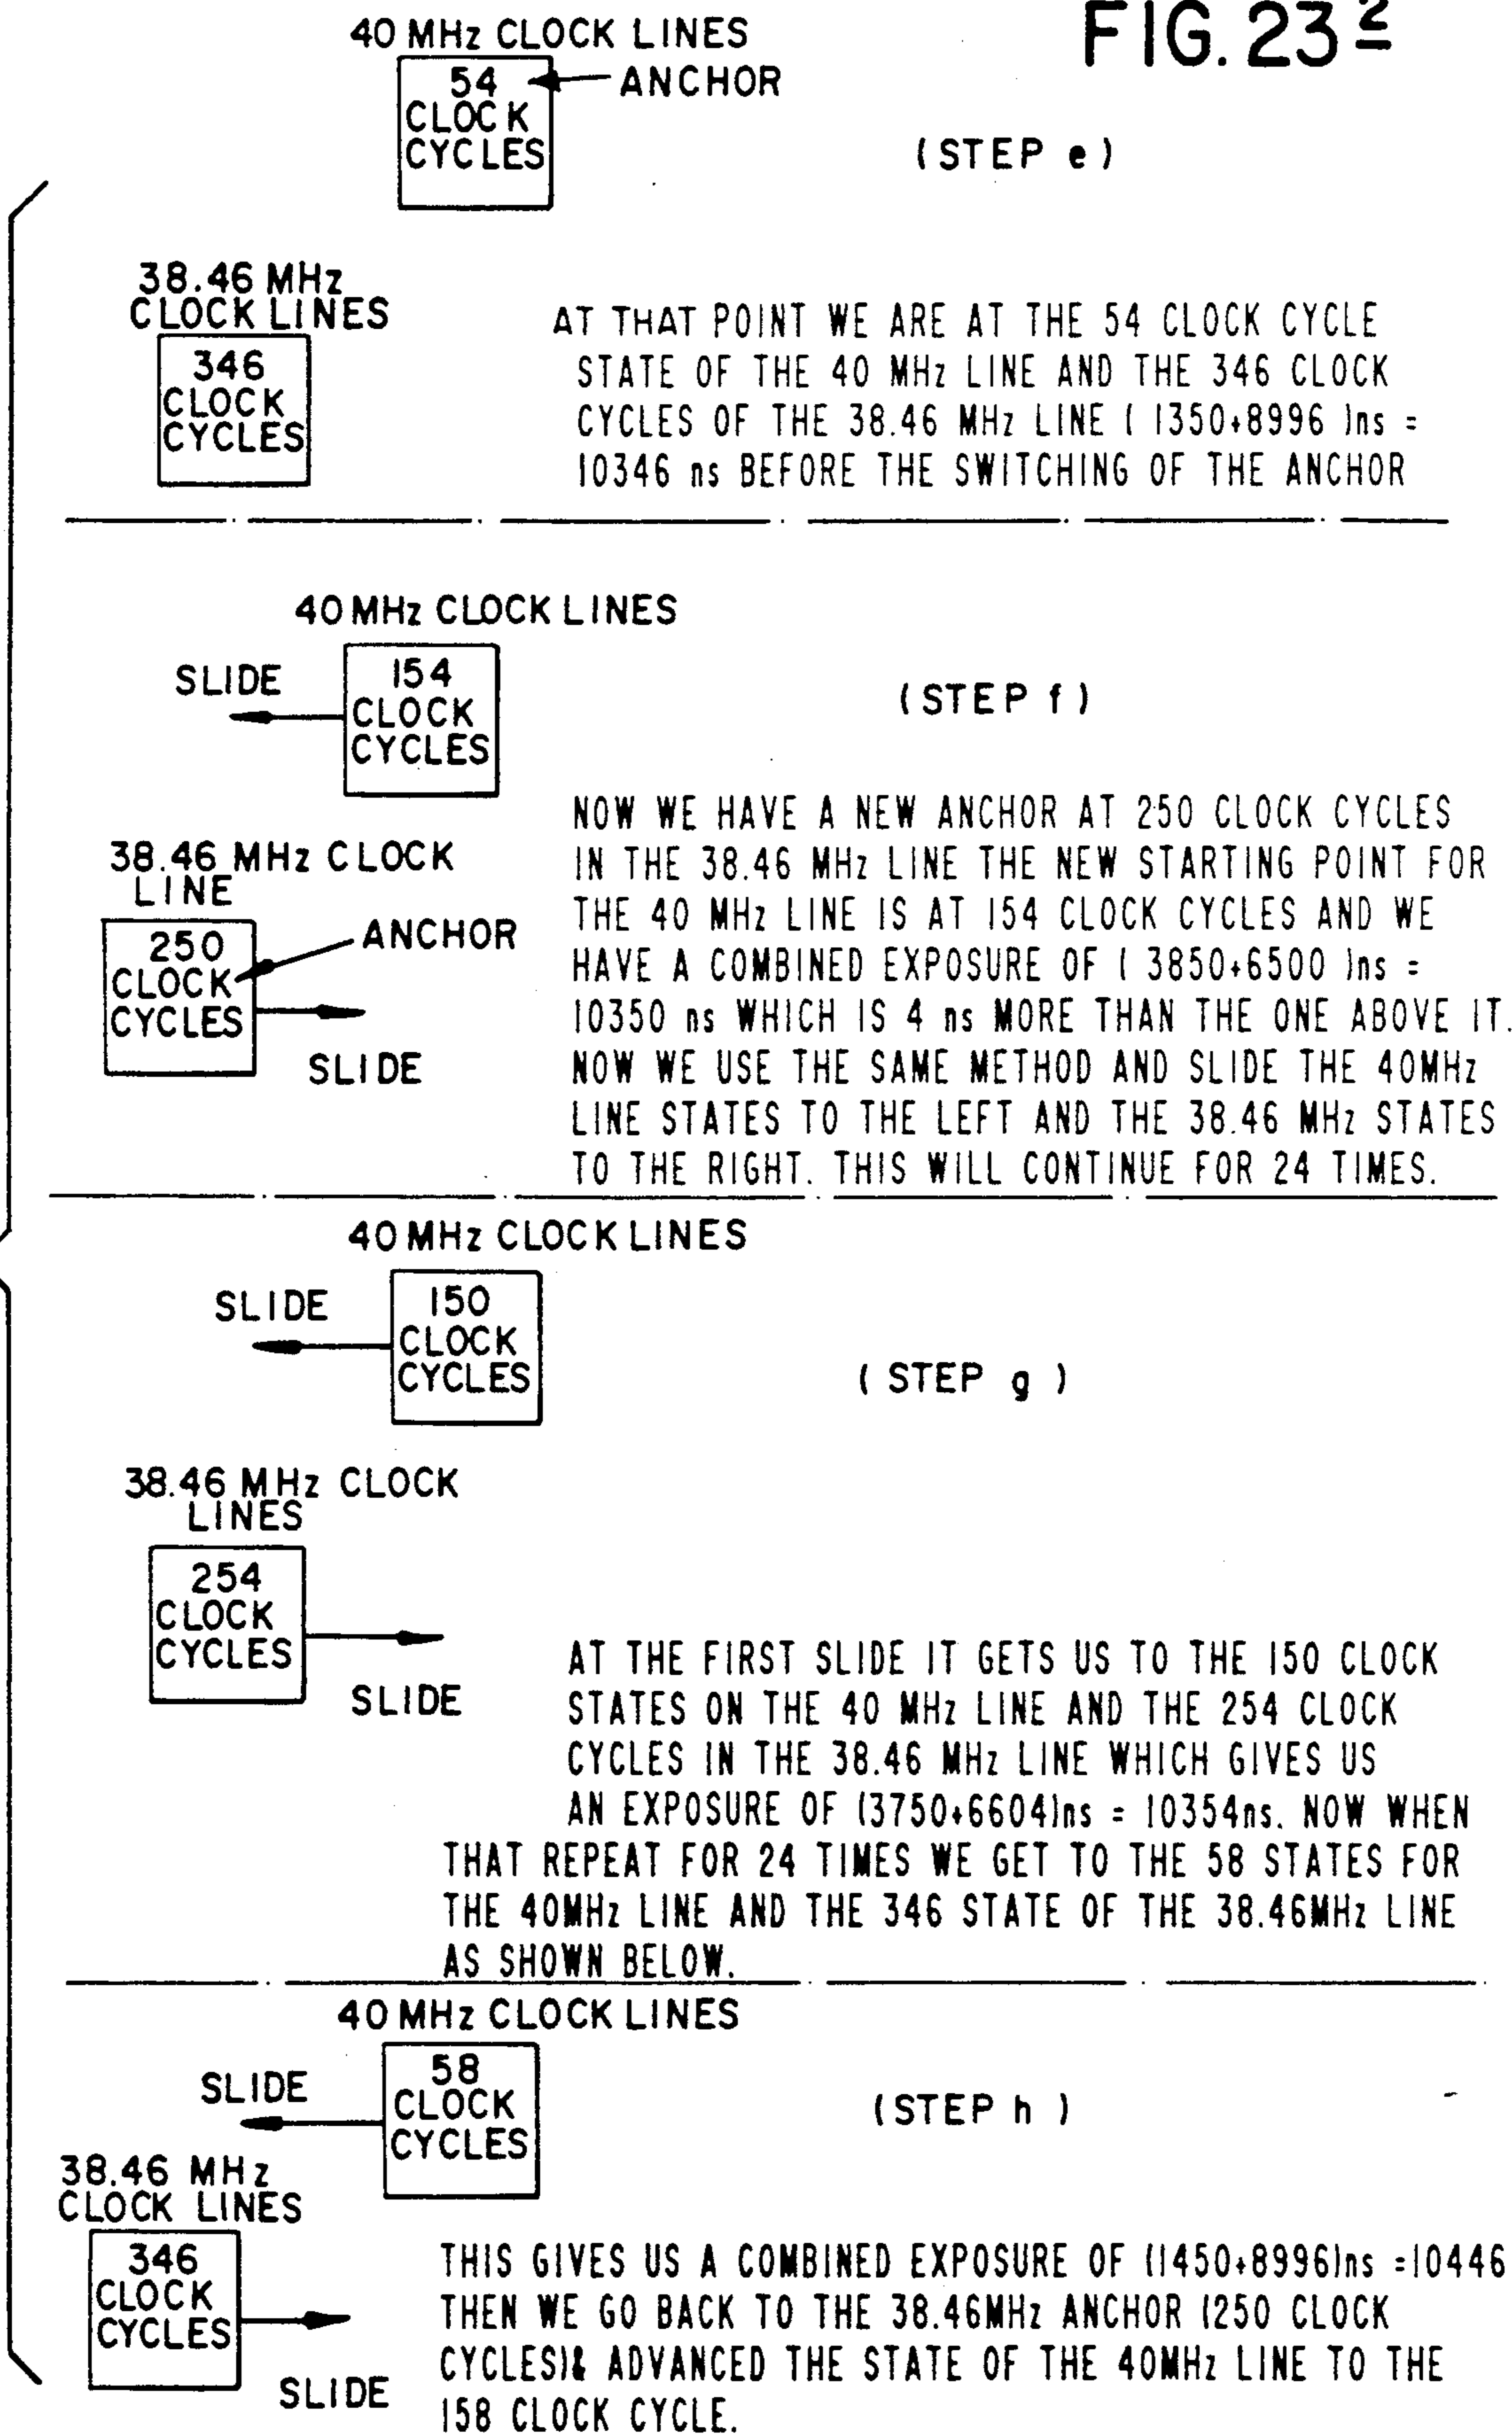 FIG. 23²
40 MHz CLOCK LINES
54
CLOCK
CYCLES
ANCHOR
(STEP e)
38.46 MHz
CLOCK LINES
346
CLOCK
CYCLES
AT THAT POINT WE ARE AT THE 54 CLOCK CYCLE
STATE OF THE 40 MHz LINE AND THE 346 CLOCK
CYCLES OF THE 38.46 MHz LINE ( 1350+8996 )ns =
10346 ns BEFORE THE SWITCHING OF THE ANCHOR
40 MHz CLOCK LINES
SLIDE
154
CLOCK
CYCLES
(STEP f)
38.46 MHz CLOCK
LINE
250
CLOCK
CYCLES
ANCHOR
SLIDE
NOW WE HAVE A NEW ANCHOR AT 250 CLOCK CYCLES
IN THE 38.46 MHz LINE THE NEW STARTING POINT FOR
THE 40 MHz LINE IS AT 154 CLOCK CYCLES AND WE
HAVE A COMBINED EXPOSURE OF ( 3850+6500 )ns =
10350 ns WHICH IS 4 ns MORE THAN THE ONE ABOVE IT.
NOW WE USE THE SAME METHOD AND SLIDE THE 40MHz
LINE STATES TO THE LEFT AND THE 38.46 MHz STATES
TO THE RIGHT. THIS WILL CONTINUE FOR 24 TIMES.
40 MHz CLOCK LINES
SLIDE
150
CLOCK
CYCLES
( STEP g )
38.46 MHz CLOCK
LINES
254
CLOCK
CYCLES
SLIDE
AT THE FIRST SLIDE IT GETS US TO THE 150 CLOCK
STATES ON THE 40 MHz LINE AND THE 254 CLOCK
CYCLES IN THE 38.46 MHz LINE WHICH GIVES US
AN EXPOSURE OF (3750+6604)ns = 10354ns. NOW WHEN
THAT REPEAT FOR 24 TIMES WE GET TO THE 58 STATES FOR
THE 40MHz LINE AND THE 346 STATE OF THE 38.46MHz LINE
AS SHOWN BELOW.
40 MHz CLOCK LINES
SLIDE
58
CLOCK
CYCLES
(STEP h )
38.46 MHz
CLOCK LINES
346
CLOCK
CYCLES
SLIDE
THIS GIVES US A COMBINED EXPOSURE OF (1450+8996)ns =10446
THEN WE GO BACK TO THE 38.46MHz ANCHOR (250 CLOCK
CYCLES)& ADVANCED THE STATE OF THE 40MHz LINE TO THE
158 CLOCK CYCLE.